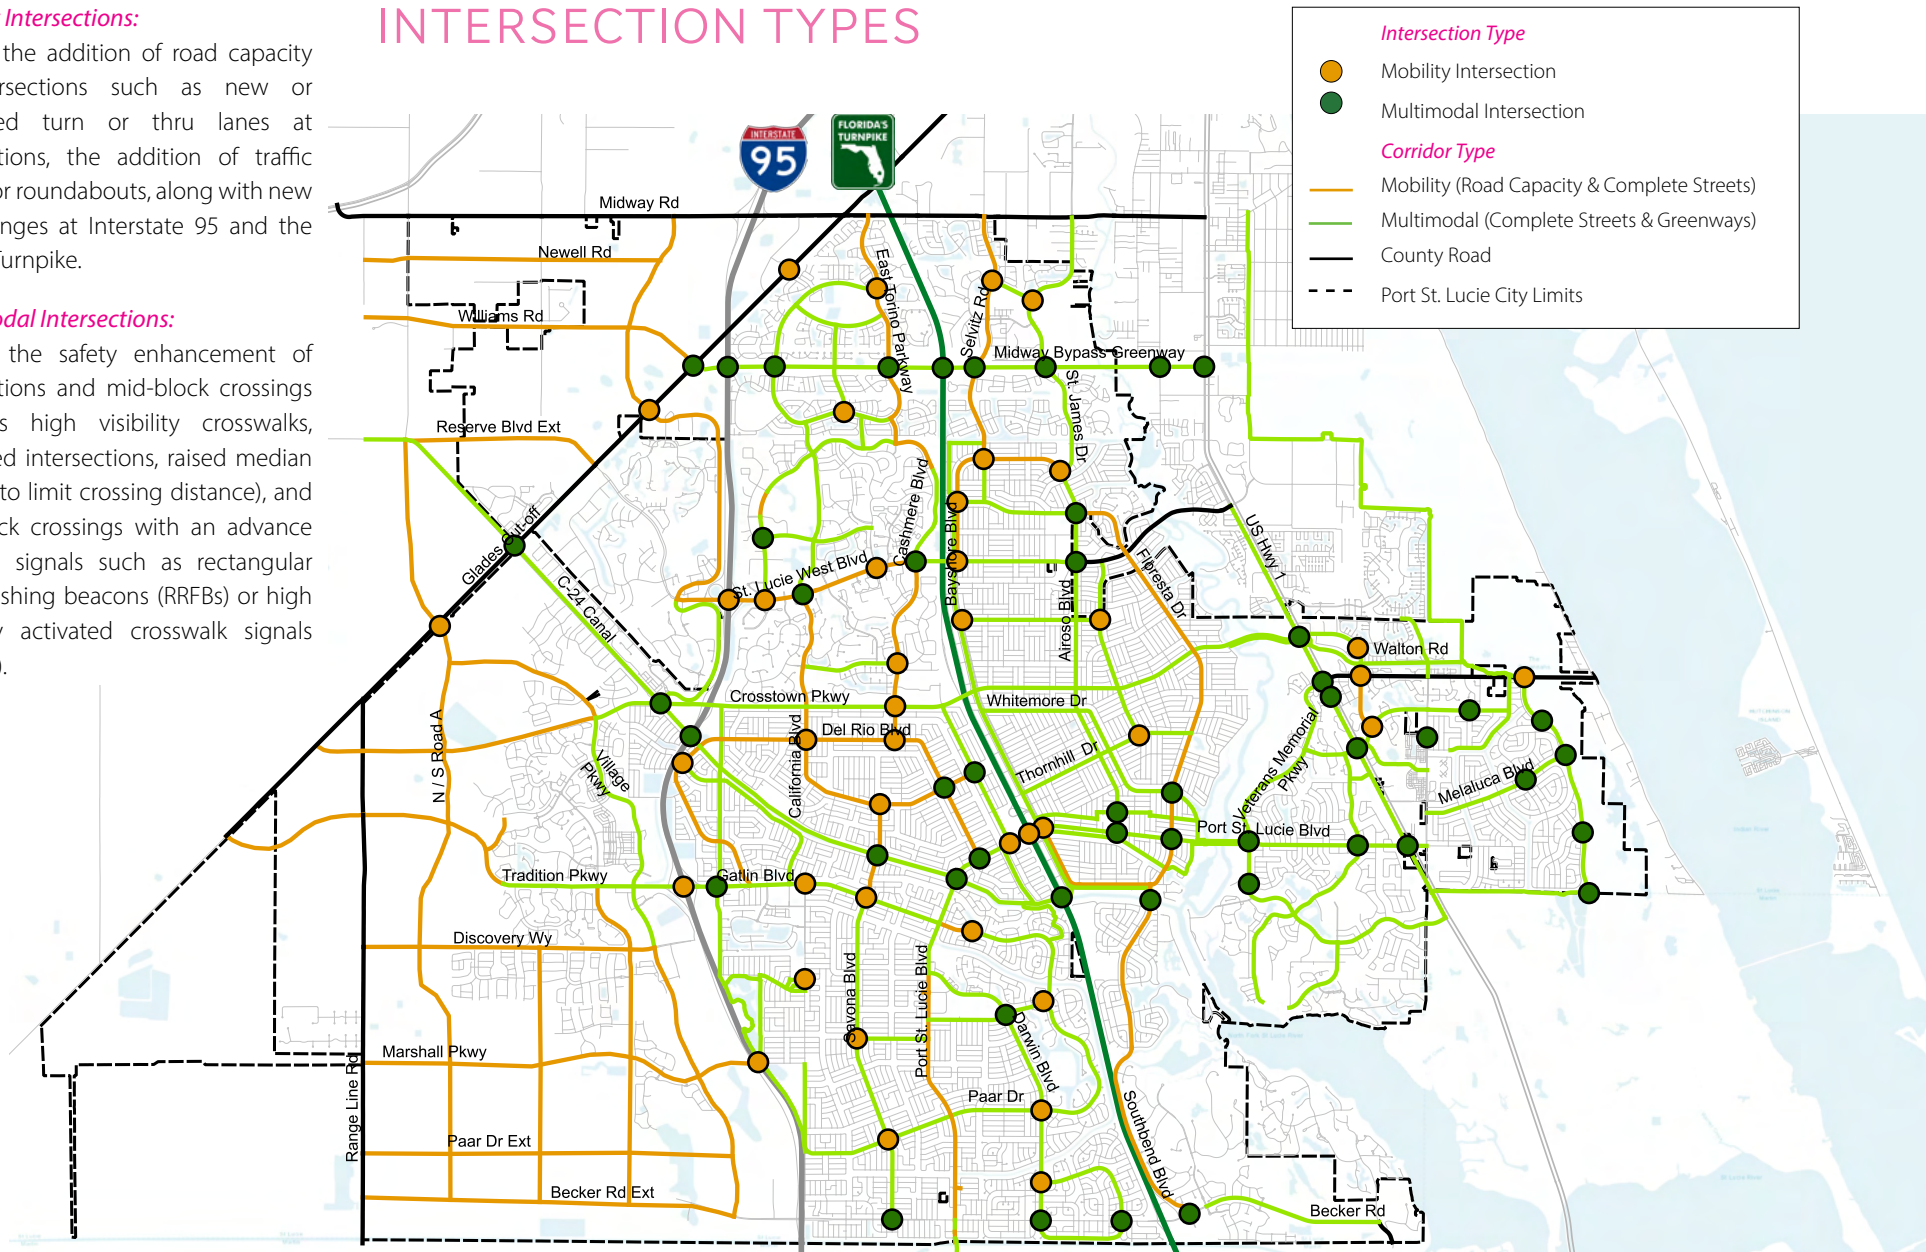 Intersections:
the addition of road capacity
rsections such as new or
ed turn or thru lanes at
tions, the addition of traffic
or roundabouts, along with new
nges at Interstate 95 and the
Turnpike.
odal Intersections:
the safety enhancement of
tions and mid-block crossings
s high visibility crosswalks,
ed intersections, raised median
to limit crossing distance), and
ck crossings with an advance
signals such as rectangular
shing beacons (RRFBs) or high
y activated crosswalk signals
).
INTERSECTION TYPES
Intersection Type
Mobility Intersection
Multimodal Intersection
Corridor Type
Mobility (Road Capacity & Complete Streets)
Multimodal (Complete Streets & Greenways)
County Road
Port St. Lucie City Limits
INTERSTATE
95
FLORIDA'S
TURNPIKE
Midway Rd
Newell Rd
Williams Rd
East Torino Parkway
Selvitz Rd
Midway Bypass Greenway
St. James Dr
Reserve Blvd Ext
Glades Cut-off
C-24 Canal
St. Lucie West Blvd
Cashmere Blvd
Bayshore Blvd
Airoso Blvd
Floresta Dr
US Hwy 1
Walton Rd
Crosstown Pkwy
Whitemore Dr
Del Rio Blvd
California Blvd
N / S Road A
Village
Pkwy
Thornhill Dr
Veterans Memorial
Pkwy
Melaluca Blvd
Port St. Lucie Blvd
Tradition Pkwy
Gatlin Blvd
Discovery Wy
Savona Blvd
Port St. Lucie Blvd
Darwin Blvd
Marshall Pkwy
Range Line Rd
Paar Dr
Southbend Blvd
Paar Dr Ext
Becker Rd Ext
Becker Rd